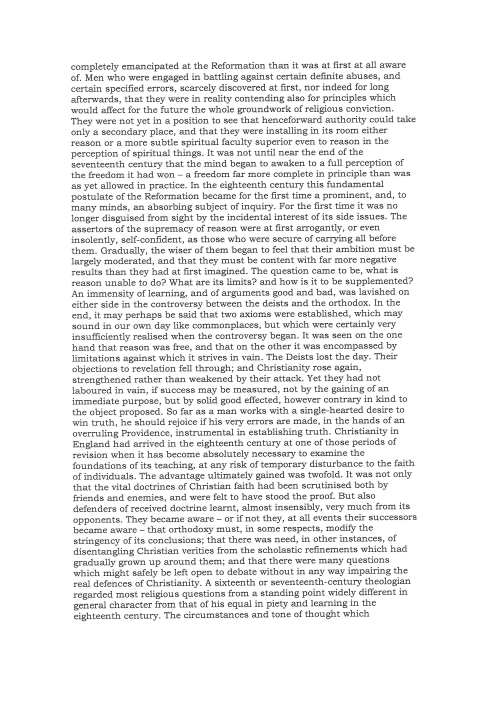 completely emancipated at the Reformation than it was at first at all aware
of. Men who were engaged in battling against certain definite abuses, and
certain specified errors, scarcely discovered at first, nor indeed for long
afterwards, that they were in reality contending also for principles which
would affect for the future the whole groundwork of religious conviction.
They were not yet in a position to see that henceforward authority could take
only a secondary place, and that they were installing in its room either
reason or a more subtle spiritual faculty superior even to reason in the
perception of spiritual things. It was not until near the end of the
seventeenth century that the mind began to awaken to a full perception of
the freedom it had won – a freedom far more complete in principle than was
as yet allowed in practice. In the eighteenth century this fundamental
postulate of the Reformation became for the first time a prominent, and, to
many minds, an absorbing subject of inquiry. For the first time it was no
longer disguised from sight by the incidental interest of its side issues. The
assertors of the supremacy of reason were at first arrogantly, or even
insolently, self-confident, as those who were secure of carrying all before
them. Gradually, the wiser of them began to feel that their ambition must be
largely moderated, and that they must be content with far more negative
results than they had at first imagined. The question came to be, what is
reason unable to do? What are its limits? and how is it to be supplemented?
An immensity of learning, and of arguments good and bad, was lavished on
either side in the controversy between the deists and the orthodox. In the
end, it may perhaps be said that two axioms were established, which may
sound in our own day like commonplaces, but which were certainly very
insufficiently realised when the controversy began. It was seen on the one
hand that reason was free, and that on the other it was encompassed by
limitations against which it strives in vain. The Deists lost the day. Their
objections to revelation fell through; and Christianity rose again,
strengthened rather than weakened by their attack. Yet they had not
laboured in vain, if success may be measured, not by the gaining of an
immediate purpose, but by solid good effected, however contrary in kind to
the object proposed. So far as a man works with a single-hearted desire to
win truth, he should rejoice if his very errors are made, in the hands of an
overruling Providence, instrumental in establishing truth. Christianity in
England had arrived in the eighteenth century at one of those periods of
revision when it has become absolutely necessary to examine the
foundations of its teaching, at any risk of temporary disturbance to the faith
of individuals. The advantage ultimately gained was twofold. It was not only
that the vital doctrines of Christian faith had been scrutinised both by
friends and enemies, and were felt to have stood the proof. But also
defenders of received doctrine learnt, almost insensibly, very much from its
opponents. They became aware – or if not they, at all events their successors
became aware – that orthodoxy must, in some respects, modify the
stringency of its conclusions; that there was need, in other instances, of
disentangling Christian verities from the scholastic refinements which had
gradually grown up around them; and that there were many questions
which might safely be left open to debate without in any way impairing the
real defences of Christianity. A sixteenth or seventeenth-century theologian
regarded most religious questions from a standing point widely different in
general character from that of his equal in piety and learning in the
eighteenth century. The circumstances and tone of thought which